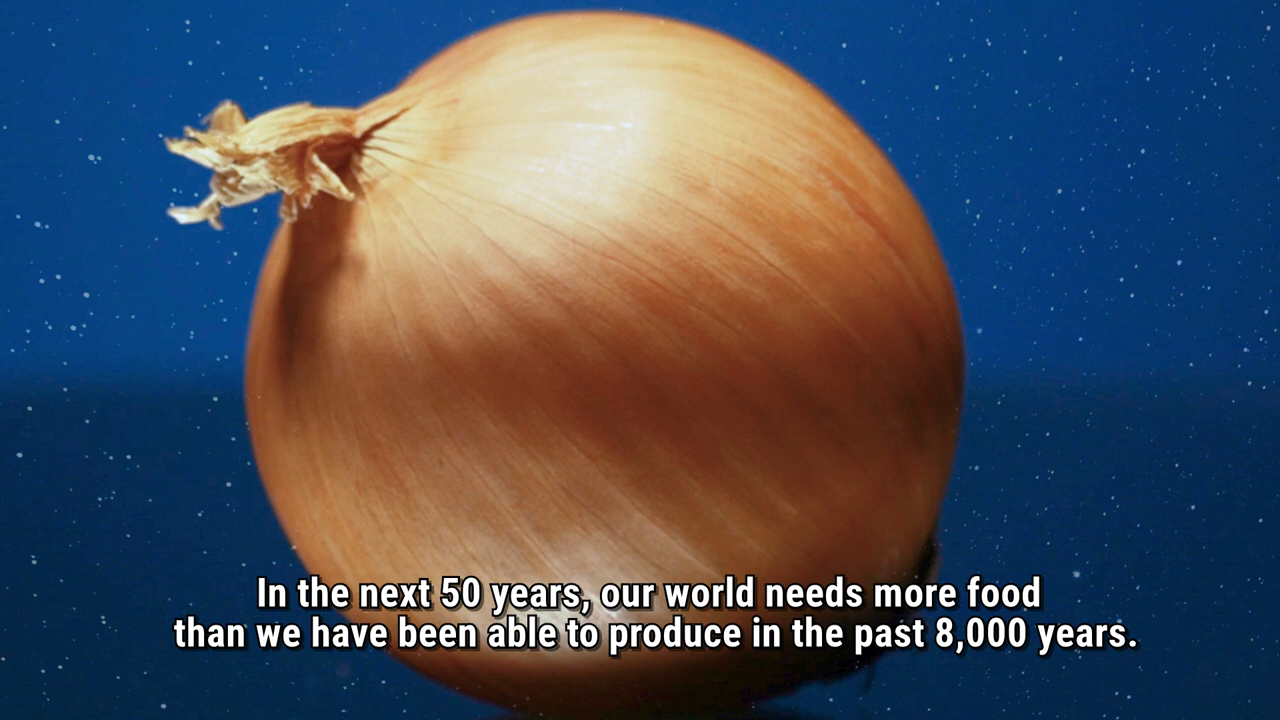 In the next 50 years, our world needs more food
than we have been able to produce in the past 8,000 years.